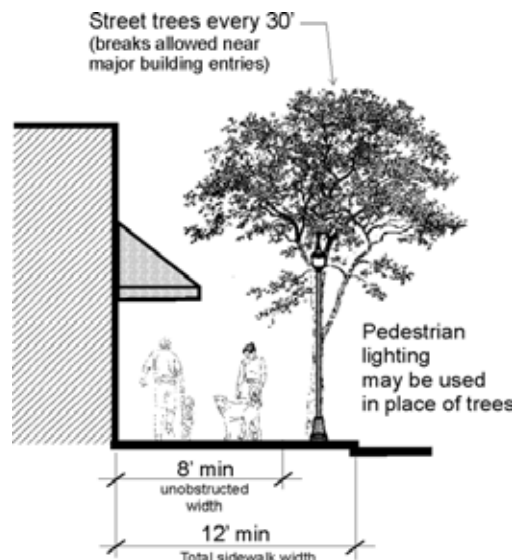 Street trees every 30'
(breaks allowed near
major building entries)
Pedestrian
lighting
may be used
in place of trees
8' min
unobstructed
width
12' min
Total sidewalk width